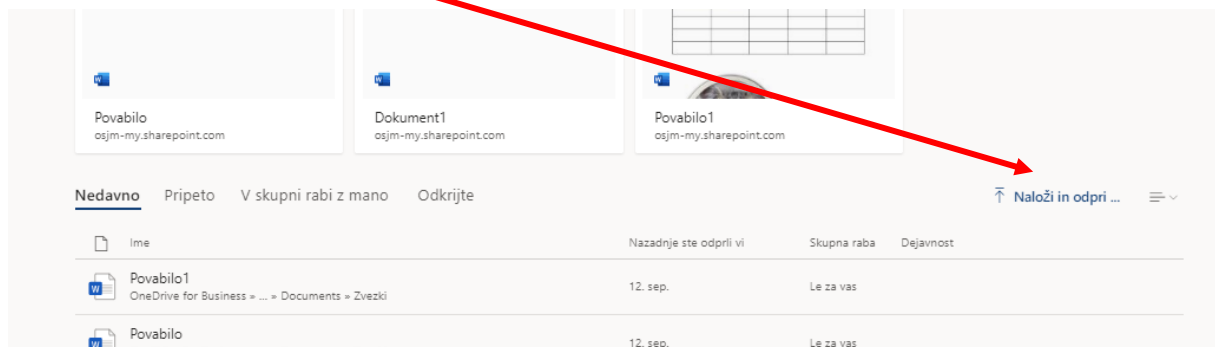 Povabilo
osjm-my.sharepoint.com
Dokument1
osjm-my.sharepoint.com
Povabilo1
osjm-my.sharepoint.com
Nedavno Pripeto V skupni rabi z mano Odkrijte Naloži in odpri ...
Ime Nazadnje ste odprli vi Skupna raba Dejavnost
Povabilo1
OneDrive for Business » ... » Documents » Zvezki
12. sep. Le za vas
Povabilo
12. sep. Le za vas